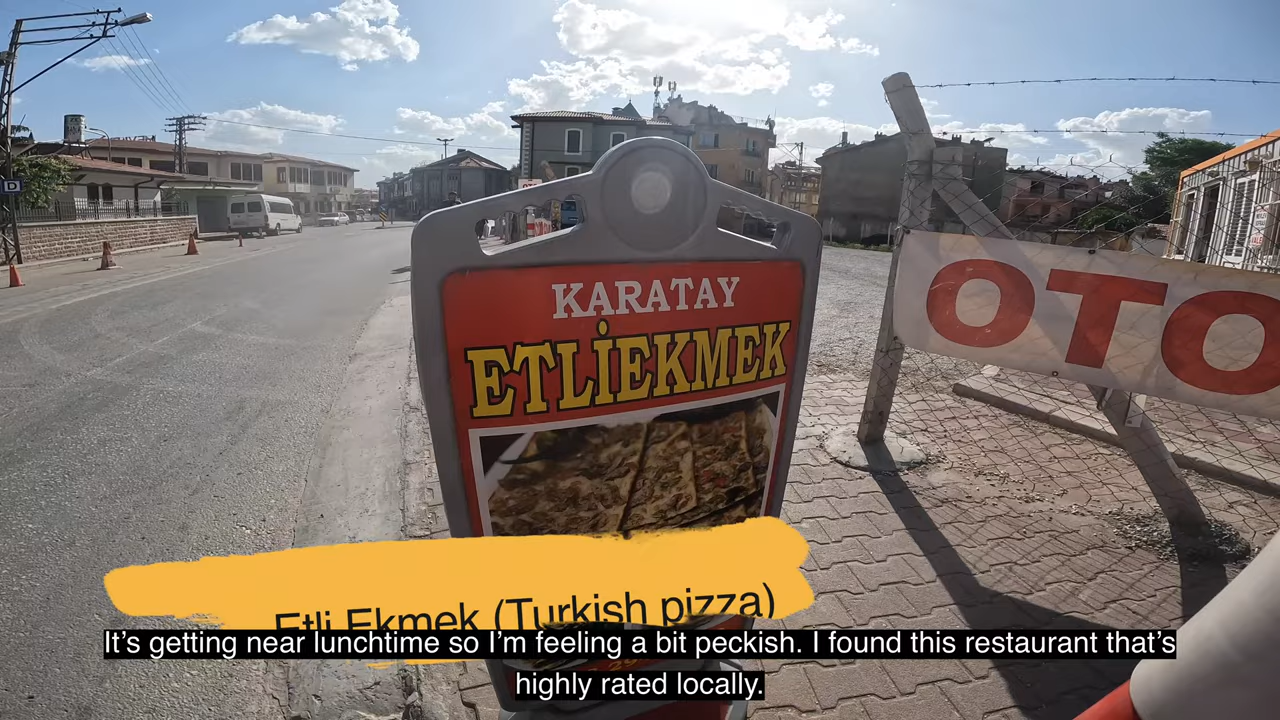 D
KARATAY
ETLİEKMEK
OTO
Etli Ekmek (Turkish pizza)
It's getting near lunchtime so I'm feeling a bit peckish. I found this restaurant that's
highly rated locally.